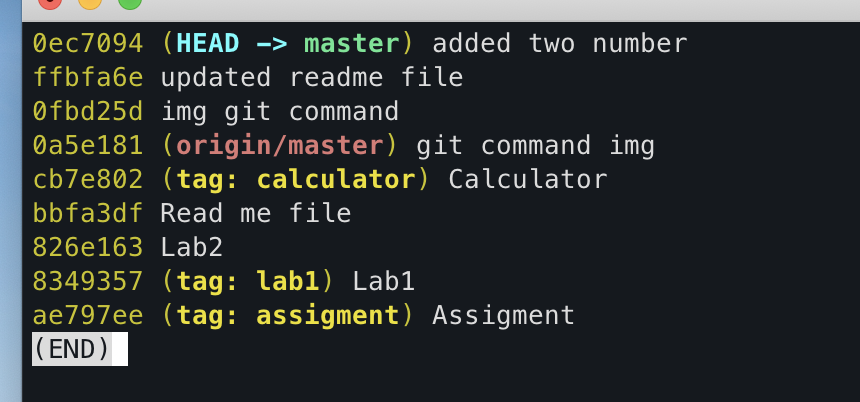 0ec7094 (HEAD -> master) added two number
ffbfa6e updated readme file
0fbd25d img git command
0a5e181 (origin/master) git command img
cb7e802 (tag: calculator) Calculator
bbfa3df Read me file
826e163 Lab2
8349357 (tag: lab1) Lab1
ae797ee (tag: assigment) Assigment
(END)